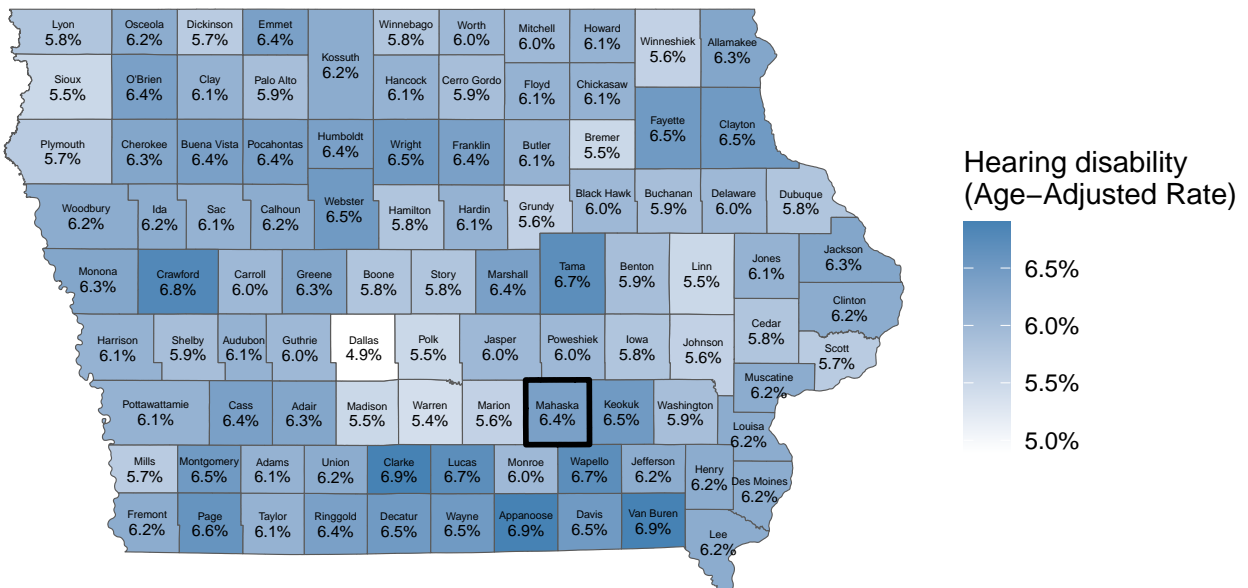 Lyon
5.8%
Osceola
6.2%
Dickinson
5.7%
Emmet
6.4%
Kossuth
6.2%
Winnebago
5.8%
Worth
6.0%
Mitchell
6.0%
Howard
6.1%
Winneshiek
5.6%
Allamakee
6.3%
Sioux
5.5%
O'Brien
6.4%
Clay
6.1%
Palo Alto
5.9%
Hancock
6.1%
Cerro Gordo
5.9%
Floyd
6.1%
Chickasaw
6.1%
Fayette
6.5%
Clayton
6.5%
Plymouth
5.7%
Cherokee
6.3%
Buena Vista
6.4%
Pocahontas
6.4%
Humboldt
6.4%
Wright
6.5%
Franklin
6.4%
Butler
6.1%
Bremer
5.5%
Woodbury
6.2%
Ida
6.2%
Sac
6.1%
Calhoun
6.2%
Webster
6.5%
Hamilton
5.8%
Hardin
6.1%
Grundy
5.6%
Black Hawk
6.0%
Buchanan
5.9%
Delaware
6.0%
Dubuque
5.8%
Monona
6.3%
Crawford
6.8%
Carroll
6.0%
Greene
6.3%
Boone
5.8%
Story
5.8%
Marshall
6.4%
Tama
6.7%
Benton
5.9%
Linn
5.5%
Jones
6.1%
Jackson
6.3%
Clinton
6.2%
Harrison
6.1%
Shelby
5.9%
Audubon
6.1%
Guthrie
6.0%
Dallas
4.9%
Polk
5.5%
Jasper
6.0%
Poweshiek
6.0%
Iowa
5.8%
Johnson
5.6%
Cedar
5.8%
Scott
5.7%
Muscatine
6.2%
Pottawattamie
6.1%
Cass
6.4%
Adair
6.3%
Madison
5.5%
Warren
5.4%
Marion
5.6%
Mahaska
6.4%
Keokuk
6.5%
Washington
5.9%
Louisa
6.2%
Mills
5.7%
Montgomery
6.5%
Adams
6.1%
Union
6.2%
Clarke
6.9%
Lucas
6.7%
Monroe
6.0%
Wapello
6.7%
Jefferson
6.2%
Henry
6.2%
Des Moines
6.2%
Fremont
6.2%
Page
6.6%
Taylor
6.1%
Ringgold
6.4%
Decatur
6.5%
Wayne
6.5%
Appanoose
6.9%
Davis
6.5%
Van Buren
6.9%
Lee
6.2%
Hearing disability
(Age−Adjusted Rate)
6.5%
6.0%
5.5%
5.0%